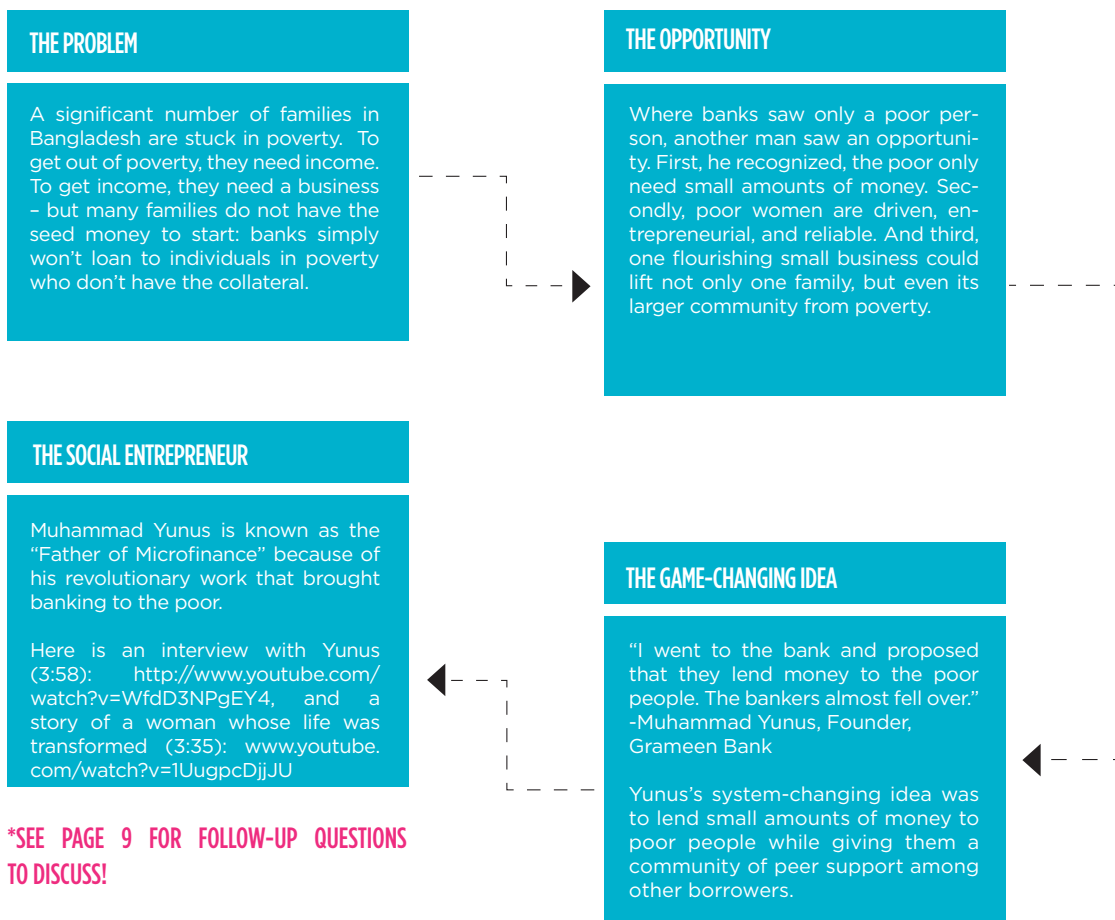 THE PROBLEM
A significant number of families in
Bangladesh are stuck in poverty. To
get out of poverty, they need income.
To get income, they need a business
– but many families do not have the
seed money to start: banks simply
won't loan to individuals in poverty
who don't have the collateral.
THE OPPORTUNITY
Where banks saw only a poor per-
son, another man saw an opportuni-
ty. First, he recognized, the poor only
need small amounts of money. Sec-
ondly, poor women are driven, en-
trepreneurial, and reliable. And third,
one flourishing small business could
lift not only one family, but even its
larger community from poverty.
THE GAME-CHANGING IDEA
“I went to the bank and proposed
that they lend money to the poor
people. The bankers almost fell over.”
-Muhammad Yunus, Founder,
Grameen Bank
Yunus's system-changing idea was
to lend small amounts of money to
poor people while giving them a
community of peer support among
other borrowers.
THE SOCIAL ENTREPRENEUR
Muhammad Yunus is known as the
“Father of Microfinance” because of
his revolutionary work that brought
banking to the poor.
Here is an interview with Yunus
(3:58): http://www.youtube.com/
watch?v=WfdD3NPgEY4, and a
story of a woman whose life was
transformed (3:35): www.youtube.
com/watch?v=1UugpcDjjJU
*SEE PAGE 9 FOR FOLLOW-UP QUESTIONS
TO DISCUSS!